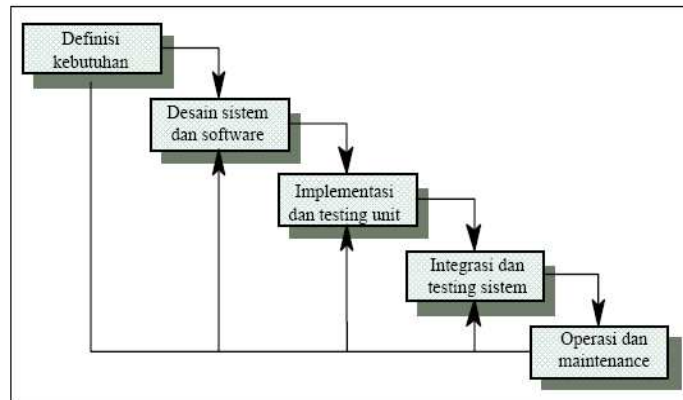 Definisi
kebutuhan
Desain sistem
dan software
Implementasi
dan testing unit
Integrasi dan
testing sistem
Operasi dan
maintenance